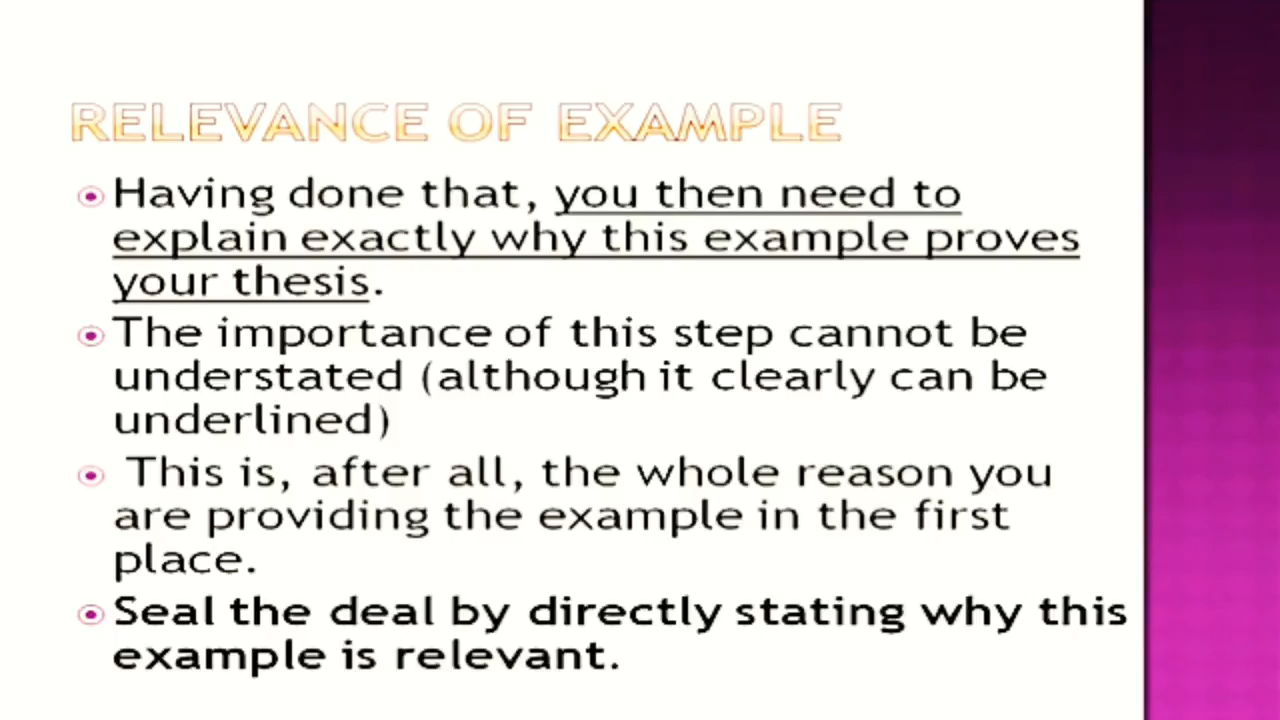 RELEVANCE OF EXAMPLE
Having done that, you then need to
explain exactly why this example proves
your thesis.
The importance of this step cannot be
understated (although it clearly can be
underlined)
This is, after all, the whole reason you
are providing the example in the first
place.
Seal the deal by directly stating why this
example is relevant.